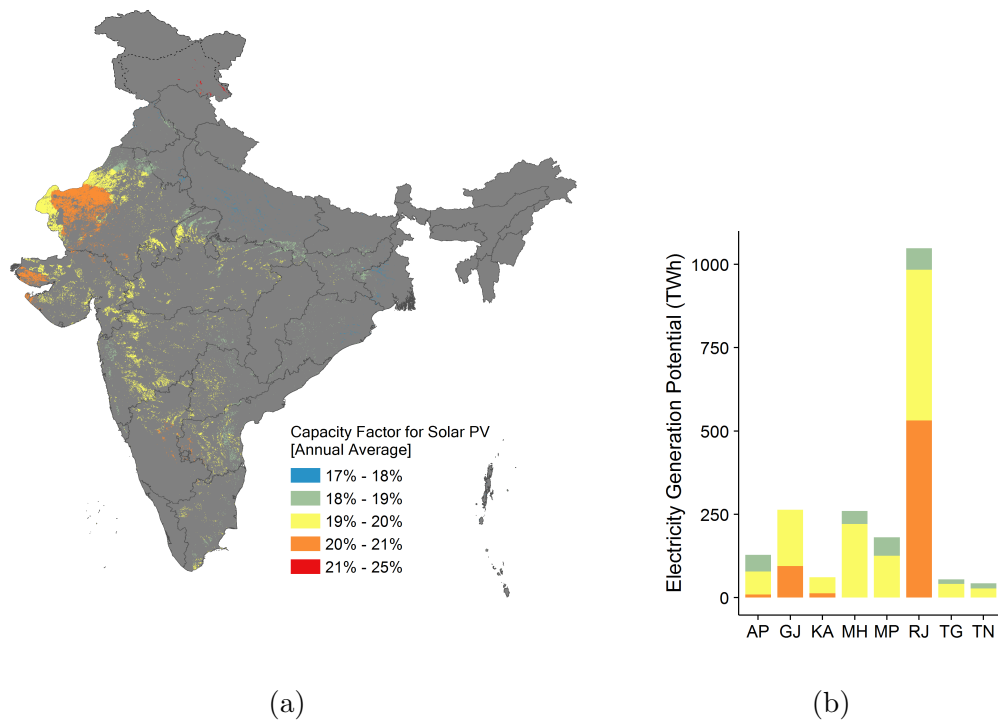 Capacity Factor for Solar PV
[Annual Average]
17% - 18%
18% - 19%
19% - 20%
20% - 21%
21% - 25%
(a)
Electricity Generation Potential (TWh)
1000
750
500
250
0
AP GJ KA MH MP RJ TG TN
(b)